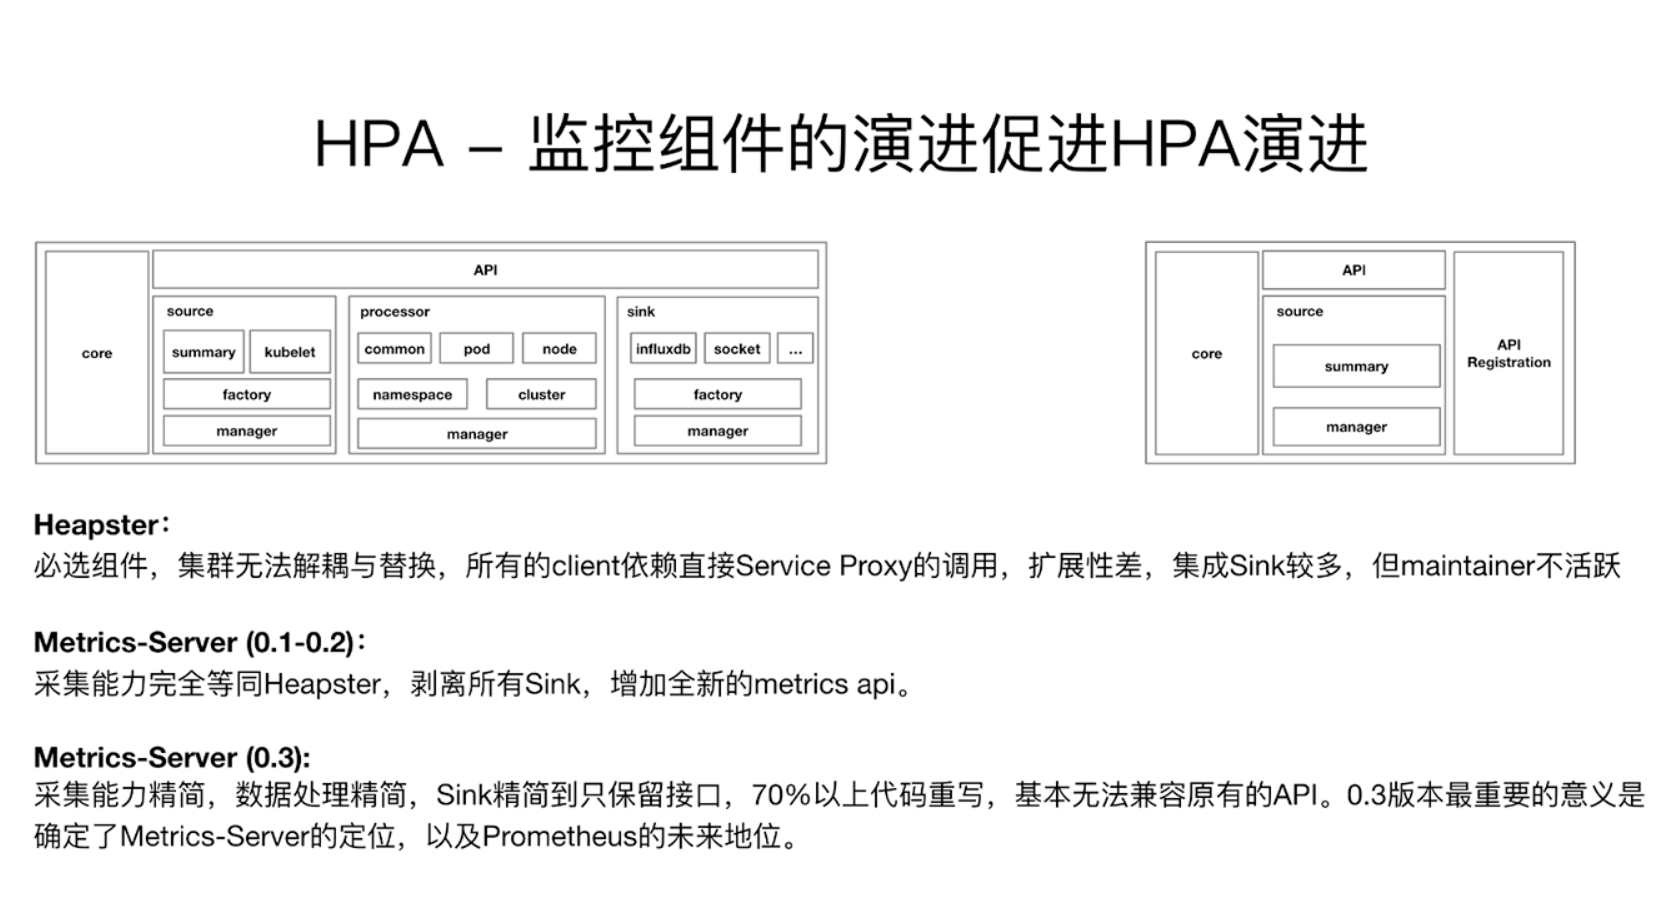 HPA – 监控组件的演进促进HPA演进
core
API
source
summary
kubelet
factory
manager
processor
common
pod
node
namespace
cluster
manager
sink
influxdb
socket
...
factory
manager
core
API
source
summary
manager
API
Registration
Heapster：
必选组件，集群无法解耦与替换，所有的client依赖直接Service Proxy的调用，扩展性差，集成Sink较多，但maintainer不活跃
Metrics-Server (0.1-0.2)：
采集能力完全等同Heapster，剥离所有Sink，增加全新的metrics api。
Metrics-Server (0.3):
采集能力精简，数据处理精简，Sink精简到只保留接口，70%以上代码重写，基本无法兼容原有的API。0.3版本最重要的意义是
确定了Metrics-Server的定位，以及Prometheus的未来地位。